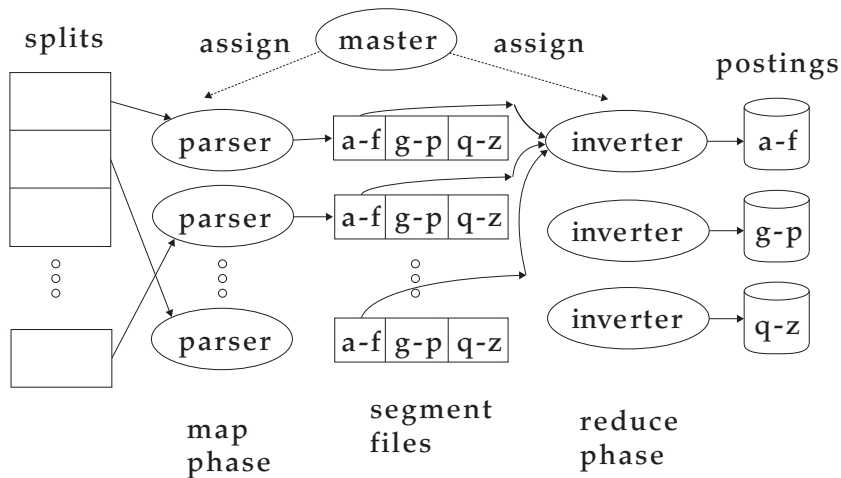 splits
assign
master
assign
postings
parser
a-f g-p q-z
inverter
a-f
parser
a-f g-p q-z
inverter
g-p
parser
a-f g-p q-z
inverter
q-z
map
phase
segment
files
reduce
phase